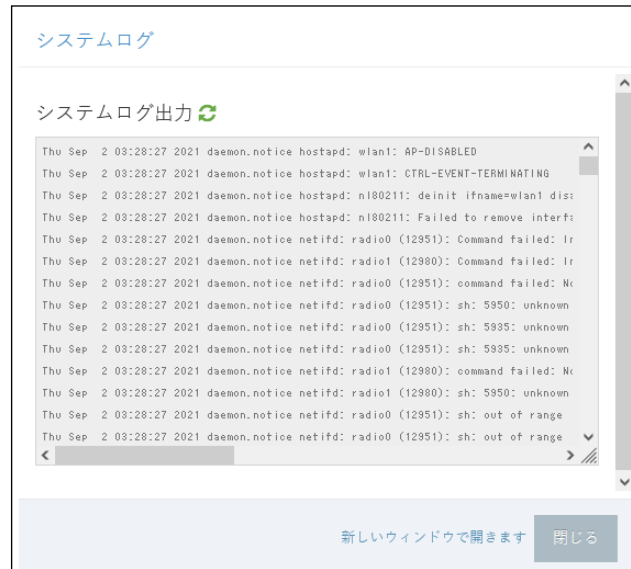 システムログ
システムログ出力
Thu Sep 2 03:28:27 2021 daemon.notice hostapd: wlan1: AP-DISABLED
Thu Sep 2 03:28:27 2021 daemon.notice hostapd: wlan1: CTRL-EVENT-TERMINATING
Thu Sep 2 03:28:27 2021 daemon.notice hostapd: nl80211: deinit ifname=wlan1 disa
Thu Sep 2 03:28:27 2021 daemon.notice hostapd: nl80211: Failed to remove interfa
Thu Sep 2 03:28:27 2021 daemon.notice netifd: radio0 (12951): Command failed: In
Thu Sep 2 03:28:27 2021 daemon.notice netifd: radio1 (12980): Command failed: In
Thu Sep 2 03:28:27 2021 daemon.notice netifd: radio0 (12951): command failed: No
Thu Sep 2 03:28:27 2021 daemon.notice netifd: radio0 (12951): sh: 5950: unknown
Thu Sep 2 03:28:27 2021 daemon.notice netifd: radio0 (12951): sh: 5935: unknown
Thu Sep 2 03:28:27 2021 daemon.notice netifd: radio0 (12951): sh: 5935: unknown
Thu Sep 2 03:28:27 2021 daemon.notice netifd: radio1 (12980): command failed: No
Thu Sep 2 03:28:27 2021 daemon.notice netifd: radio1 (12980): sh: 5950: unknown
Thu Sep 2 03:28:27 2021 daemon.notice netifd: radio0 (12951): sh: out of range
Thu Sep 2 03:28:27 2021 daemon.notice netifd: radio0 (12951): sh: out of range
新しいウィンドウで開きます 閉じる